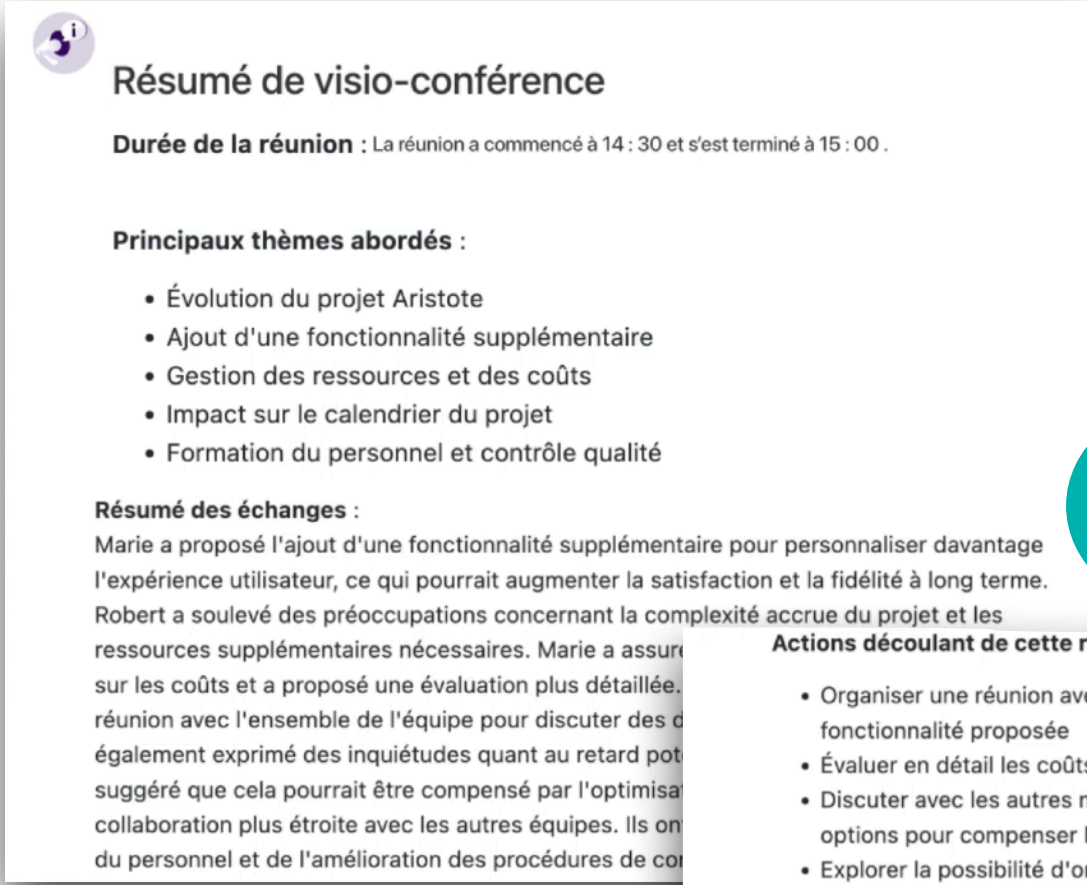 i
Résumé de visio-conférence
Durée de la réunion : La réunion a commencé à 14 : 30 et s'est terminé à 15 : 00 .
Principaux thèmes abordés :
• Évolution du projet Aristote
• Ajout d'une fonctionnalité supplémentaire
• Gestion des ressources et des coûts
• Impact sur le calendrier du projet
• Formation du personnel et contrôle qualité
Résumé des échanges :
Marie a proposé l'ajout d'une fonctionnalité supplémentaire pour personnaliser davantage
l'expérience utilisateur, ce qui pourrait augmenter la satisfaction et la fidélité à long terme.
Robert a soulevé des préoccupations concernant la complexité accrue du projet et les
ressources supplémentaires nécessaires. Marie a assur
sur les coûts et a proposé une évaluation plus détaillée.
réunion avec l'ensemble de l'équipe pour discuter des d
également exprimé des inquiétudes quant au retard pot
suggéré que cela pourrait être compensé par l'optimisa
collaboration plus étroite avec les autres équipes. Ils on
du personnel et de l'amélioration des procédures de co
Actions découlant de cette r
• Organiser une réunion ave
fonctionnalité proposée
• Évaluer en détail les coûts
• Discuter avec les autres
options pour compenser l
• Explorer la possibilité d'o